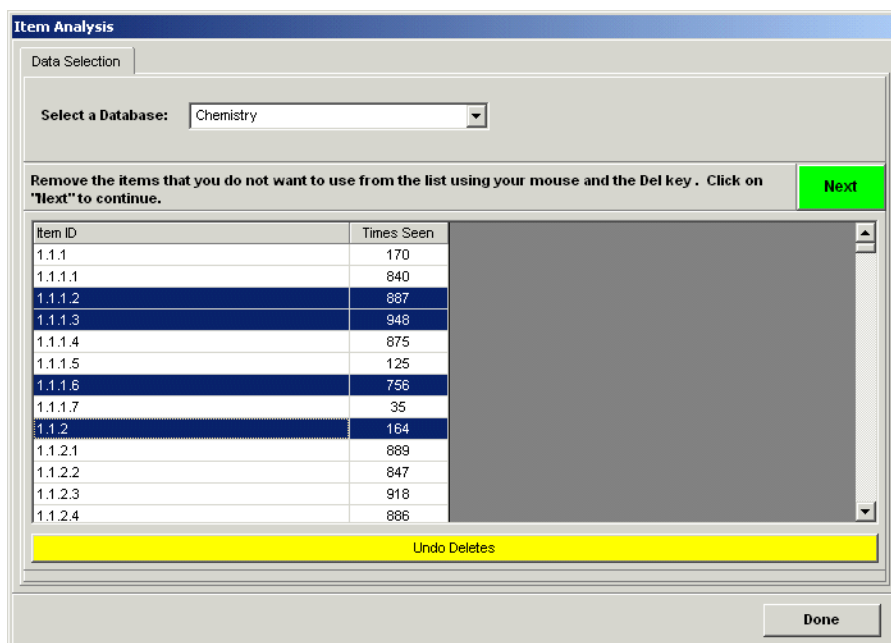 Item Analysis
Data Selection
Select a Database: Chemistry
Remove the items that you do not want to use from the list using your mouse and the Del key . Click on
"Next" to continue.
Next
Item ID Times Seen
1.1.1 170
1.1.1.1 840
1.1.1.2 887
1.1.1.3 948
1.1.1.4 875
1.1.1.5 125
1.1.1.6 756
1.1.1.7 35
1.1.2 164
1.1.2.1 889
1.1.2.2 847
1.1.2.3 918
1.1.2.4 886
Undo Deletes
Done